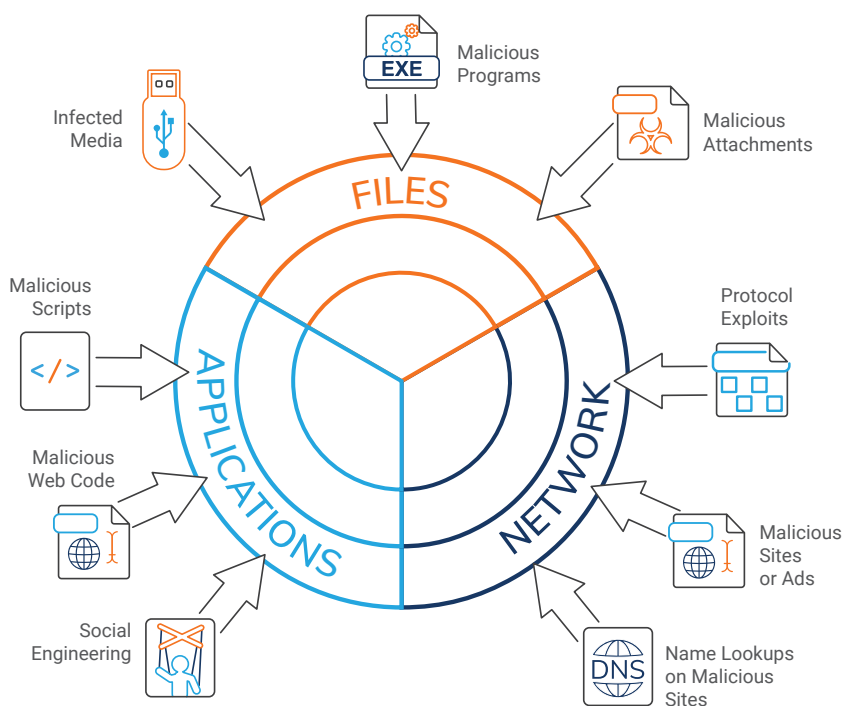 EXE
Malicious
Programs
Infected
Media
Malicious
Attachments
FILES
Malicious
Scripts
</>
Protocol
Exploits
APPLICATIONS
NETWORK
Malicious
Web Code
Malicious
Sites
or Ads
Social
Engineering
DNS
Name Lookups
on Malicious
Sites